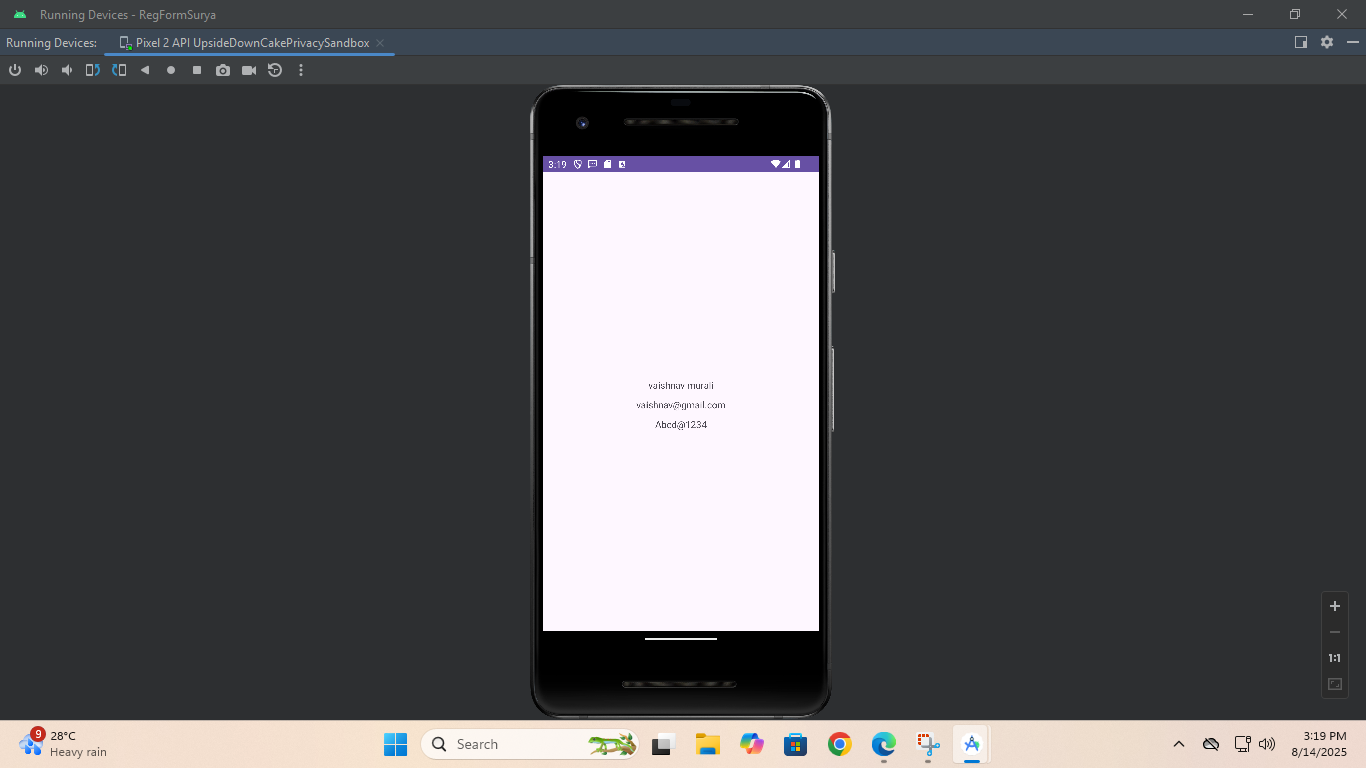 Running Devices - RegFormSurya
Running Devices:
Pixel 2 API UpsideDownCakePrivacySandbox
3:19
vaishnav murali
vaishnav@gmail.com
Abcd@1234
1:1
9
28°C
Heavy rain
Search
3:19 PM
8/14/2025